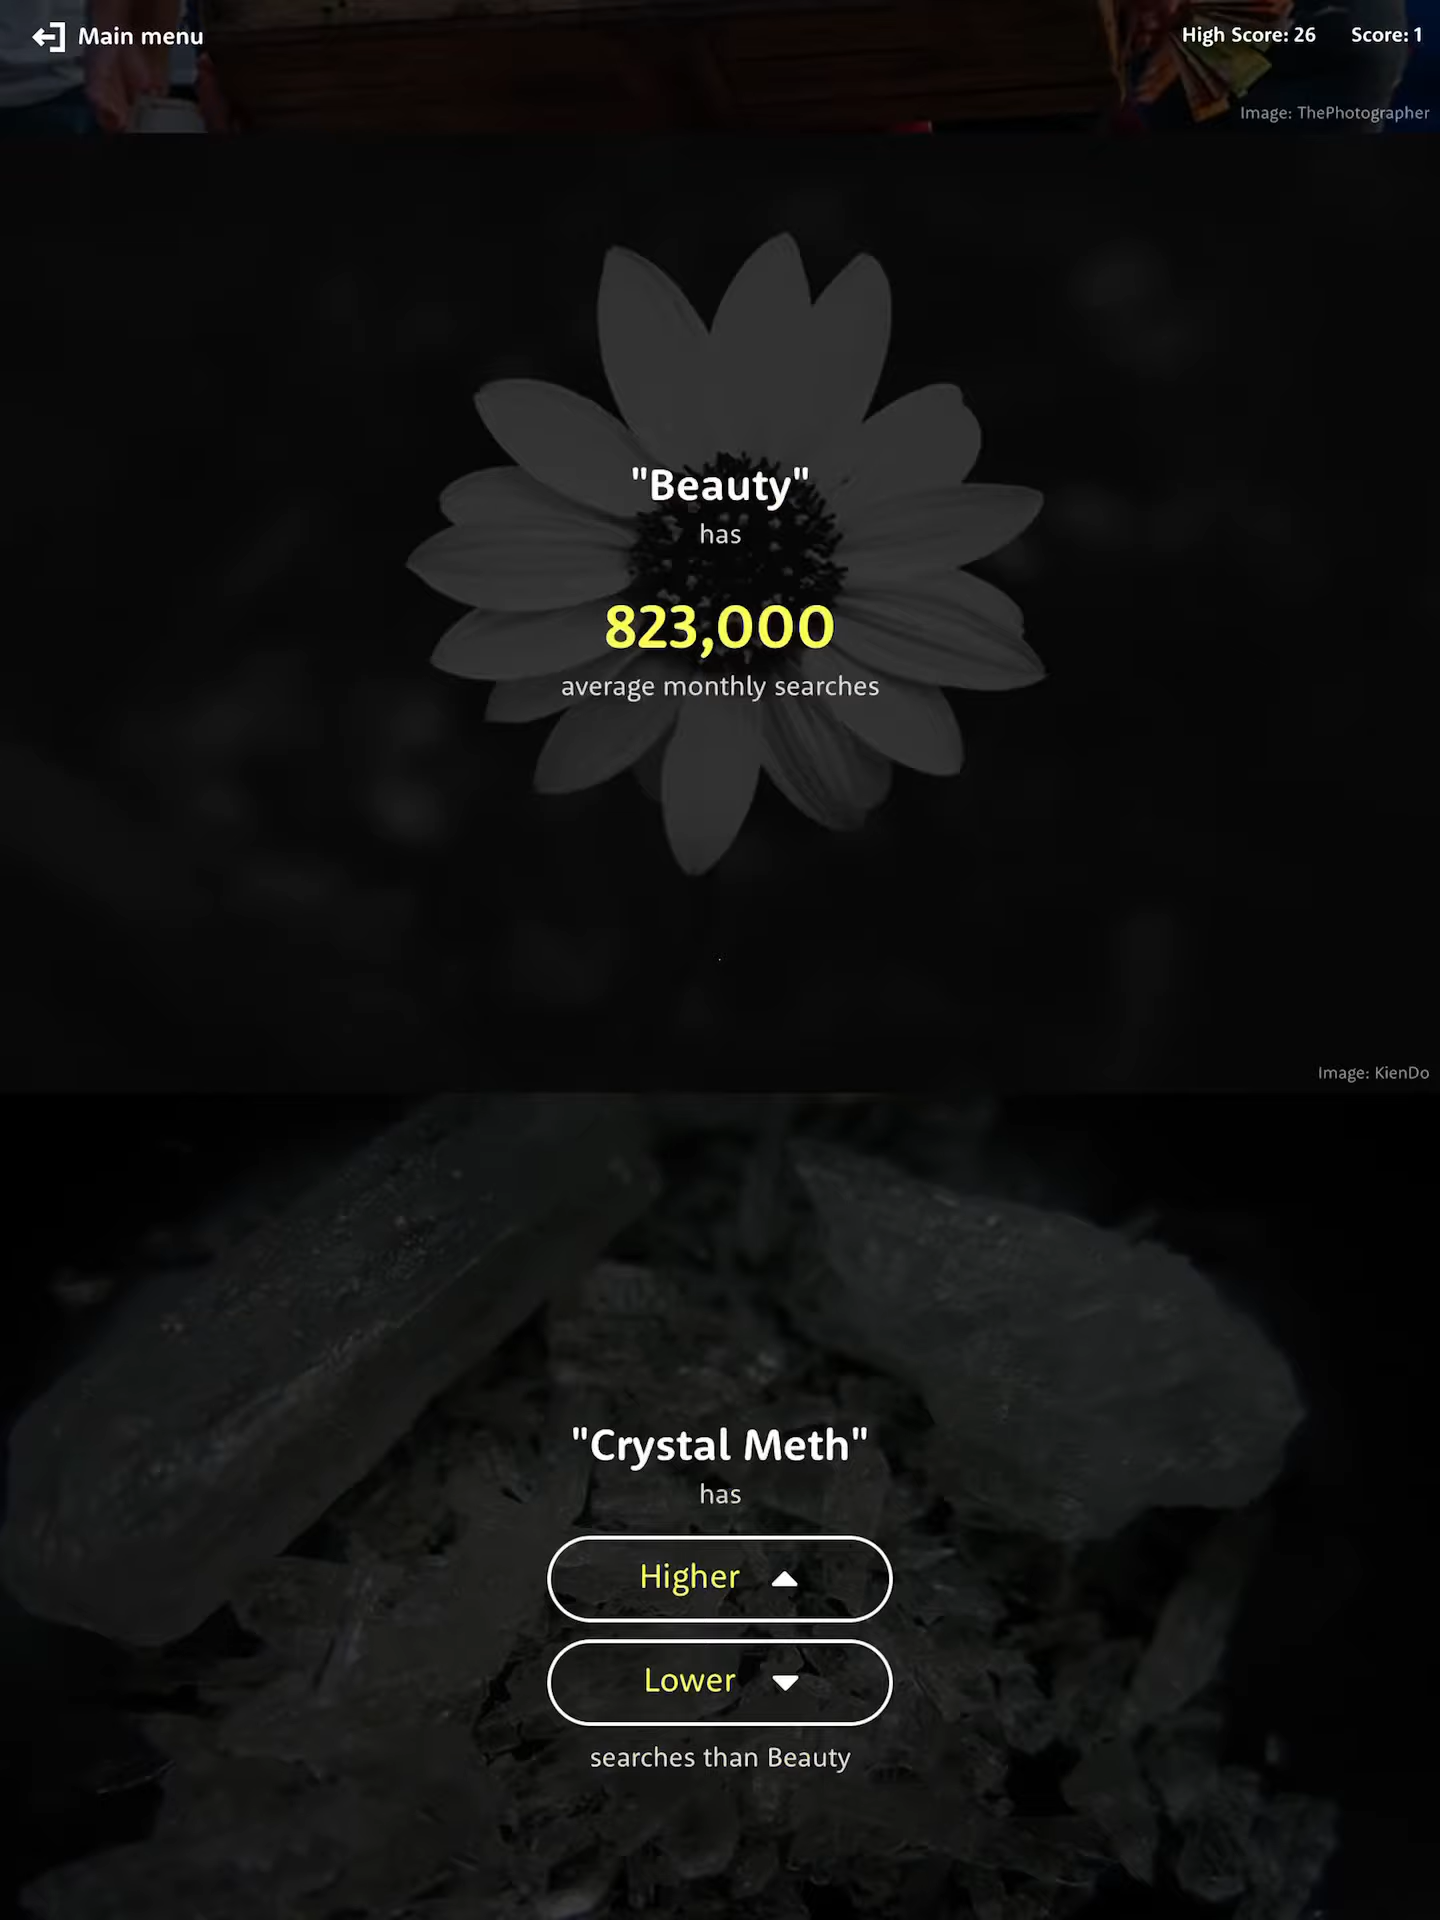 Main menu
High Score: 26
Score: 1
Image: ThePhotographer
"Beauty"
has
823,000
average monthly searches
Image: KienDo
"Crystal Meth"
has
Higher
Lower
searches than Beauty